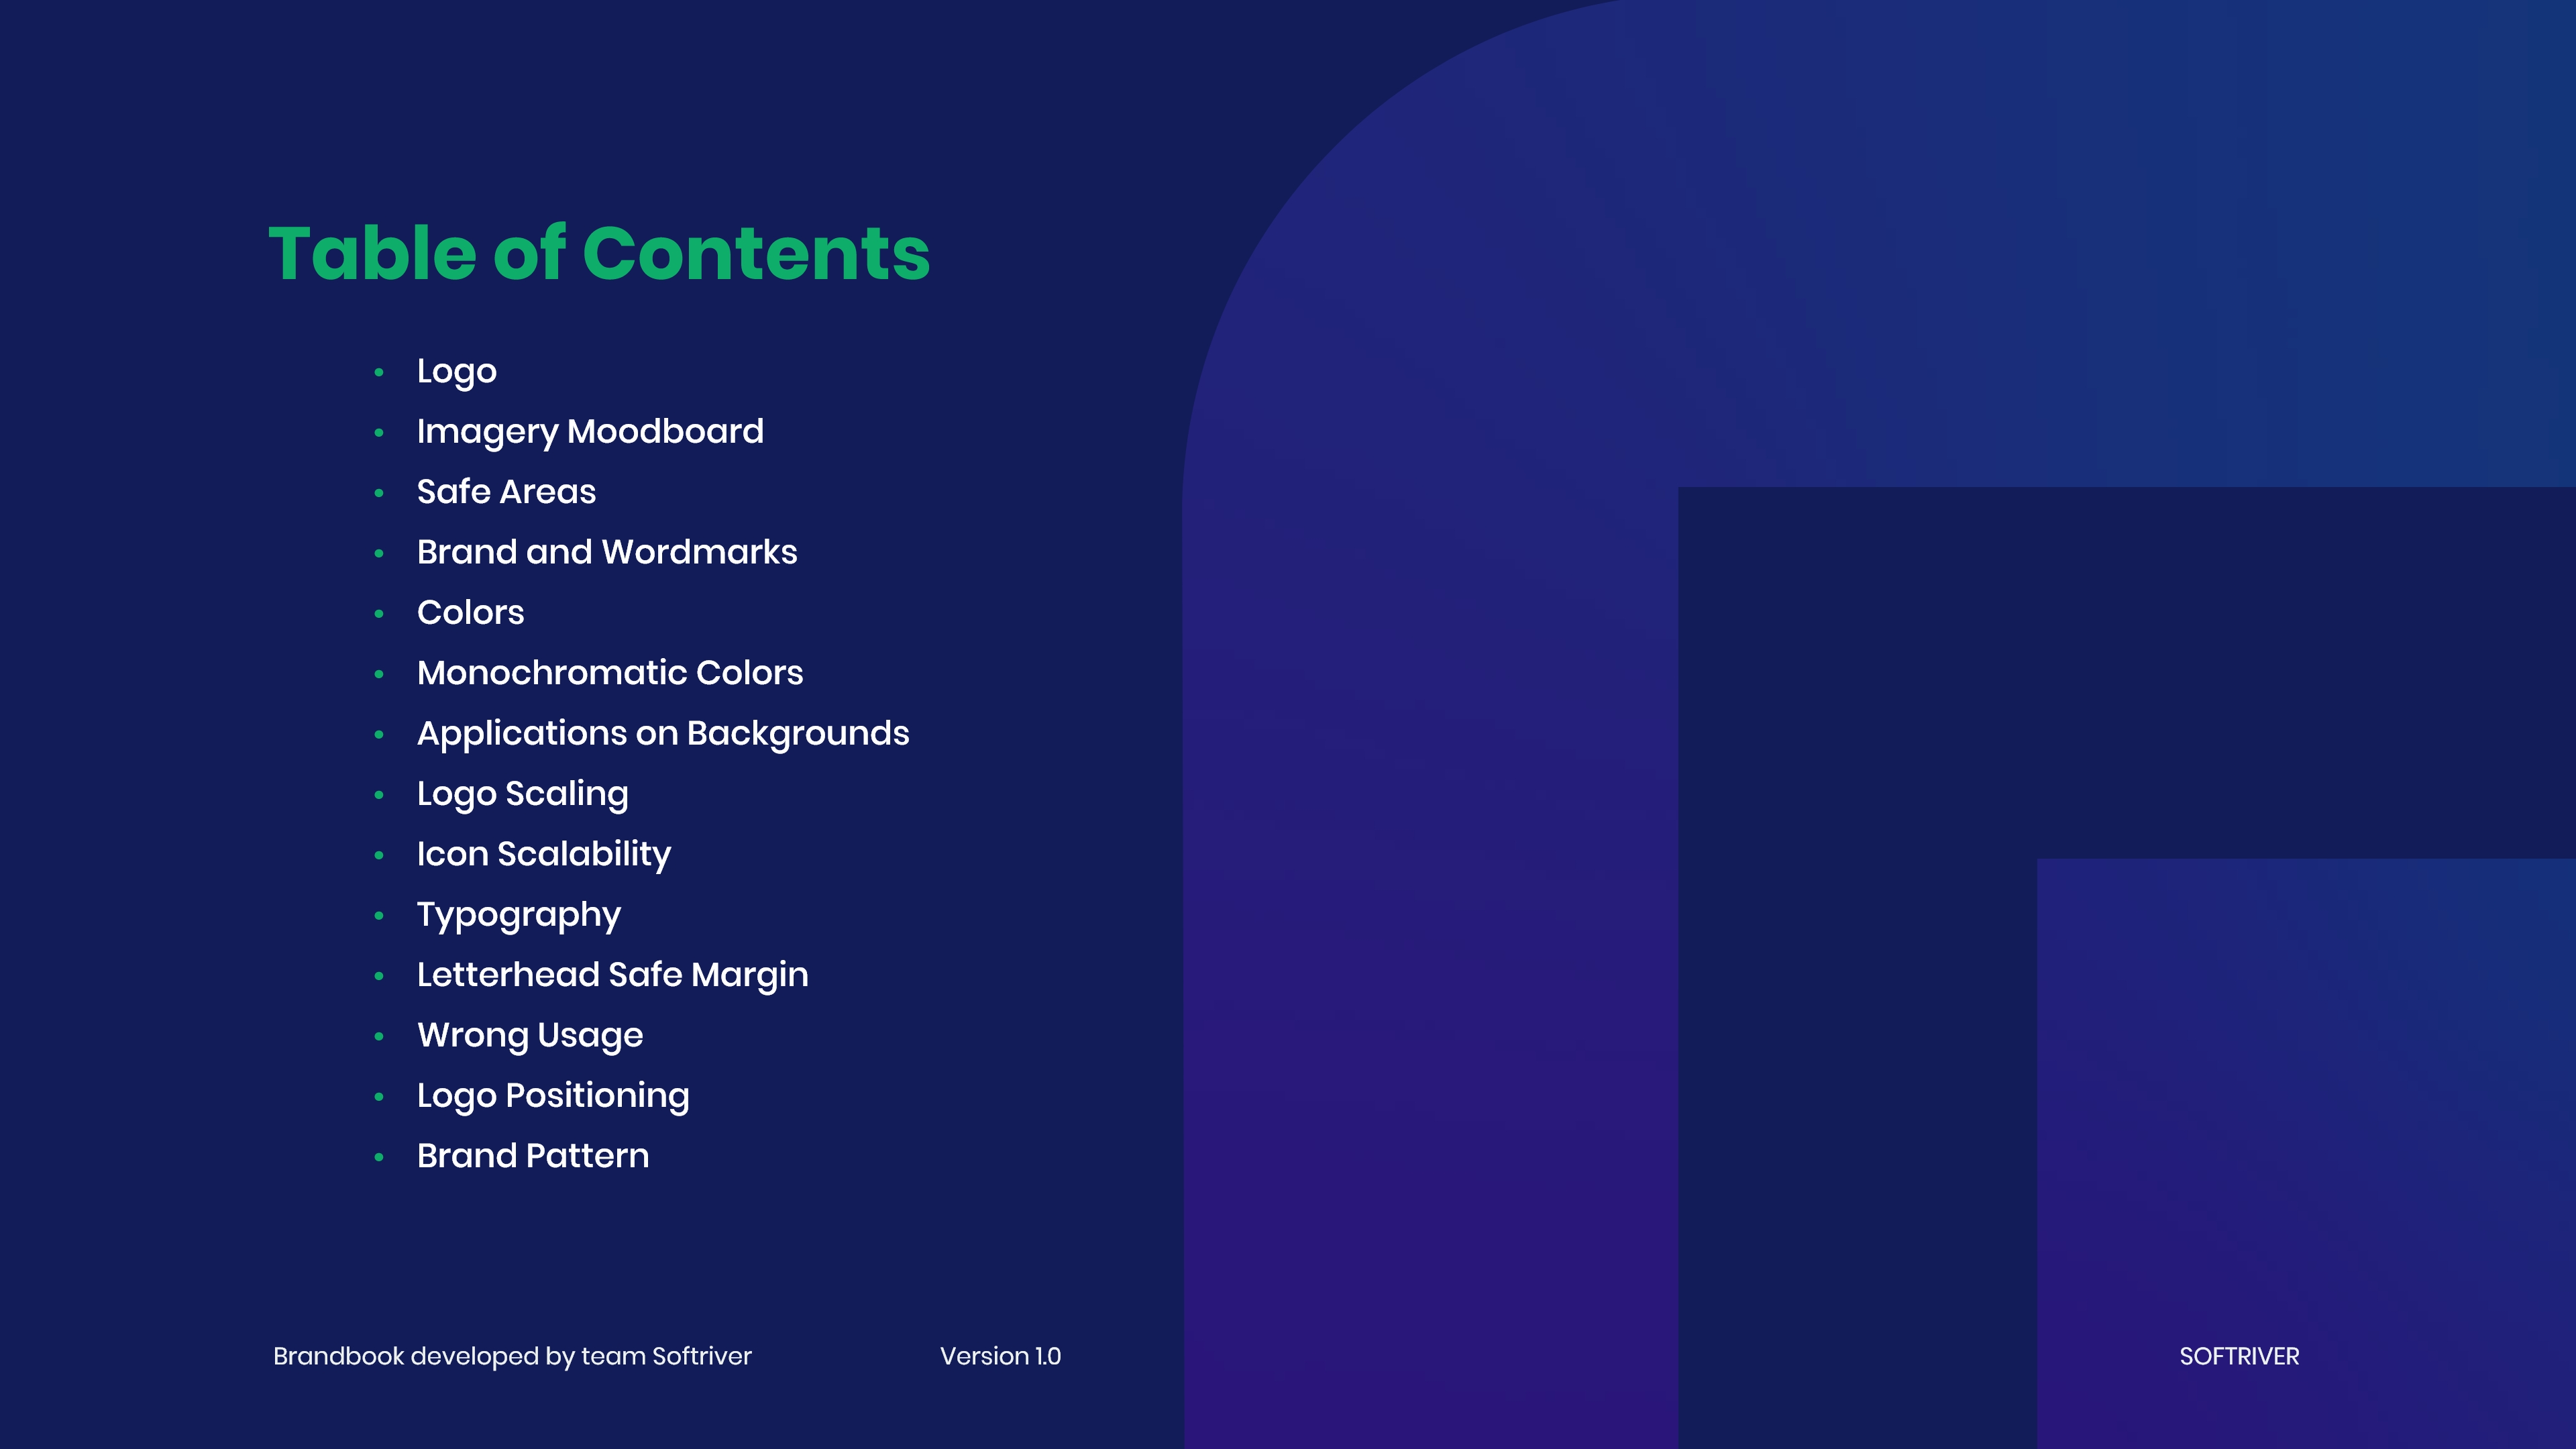 Table of Contents
• Logo
• Imagery Moodboard
• Safe Areas
• Brand and Wordmarks
• Colors
• Monochromatic Colors
• Applications on Backgrounds
• Logo Scaling
• Icon Scalability
• Typography
• Letterhead Safe Margin
• Wrong Usage
• Logo Positioning
• Brand Pattern
Brandbook developed by team Softriver
Version 1.0
SOFTRIVER